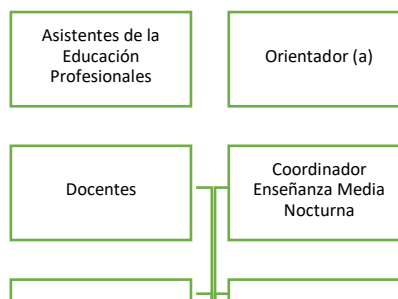 Asistentes de la
Educación
Profesionales
Orientador (a)
Docentes
Coordinador
Enseñanza Media
Nocturna